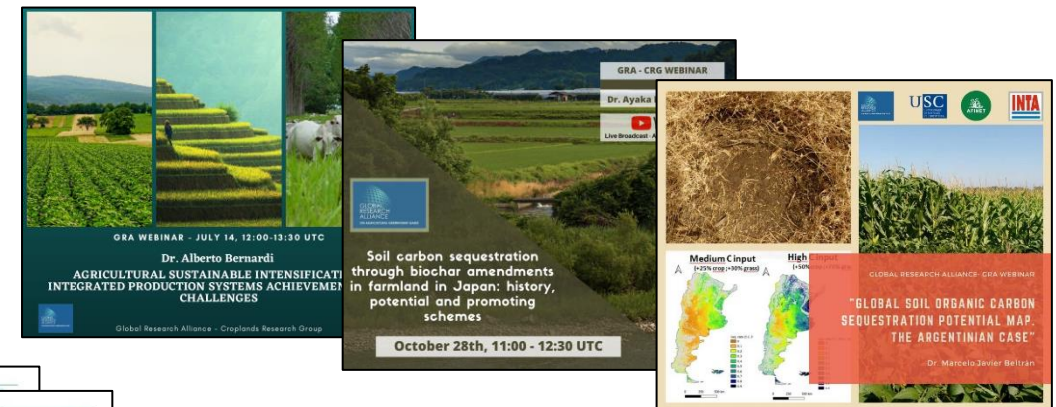 GRA WEBINAR - JULY 14, 12:00-13:30 UTC
Dr. Alberto Bernardi
AGRICULTURAL SUSTAINABLE INTENSIFICATI
INTEGRATED PRODUCTION SYSTEMS ACHIEVEMEN
CHALLENGES
Global Research Alliance - Croplands Research Group
GRA - CRG WEBINAR
Dr. Ayaka
Live Broadcast - A
GLOBAL
RESEARCH
ALLIANCE
Soil carbon sequestration
through biochar amendments
in farmland in Japan: history,
potential and promoting
schemes
October 28th, 11:00 - 12:30 UTC
USC
INTA
Medium C input
(+25% crop ;+30% grass)
High C input
(+50%
GLOBAL RESEARCH ALLIANCE- GRA WEBINAR
"GLOBAL SOIL ORGANIC CARBON
SEQUESTRATION POTENTIAL MAP.
THE ARGENTINIAN CASE"
Dr. Marcelo Javier Beltrán